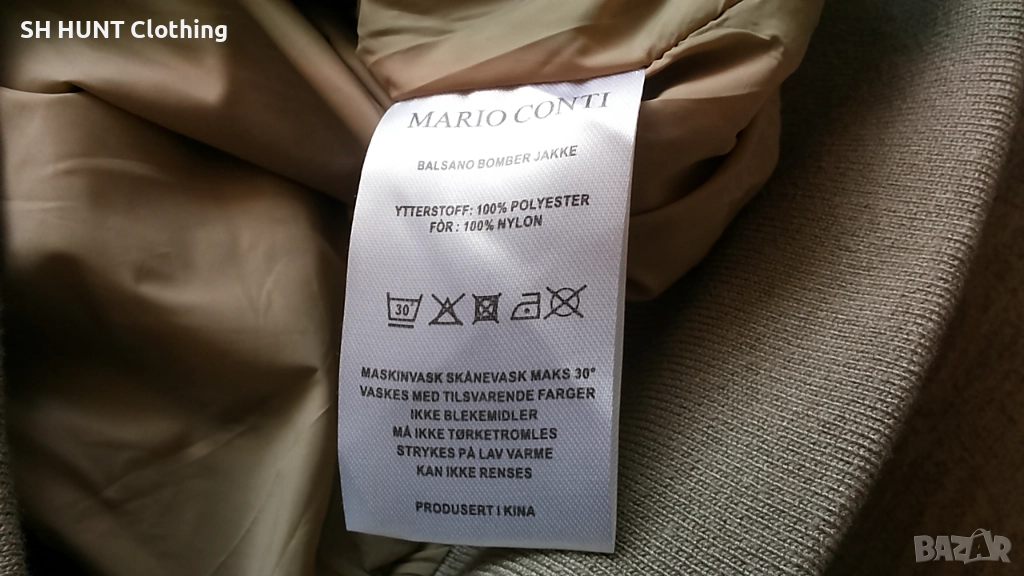 SH HUNT Clothing
MARIO CONTI
BALSANO BOMBER JAKKE
YTTERSTOFF: 100% POLYESTER
FÒR : 100% NYLON
30°
MASKINVASK SKÅNEVASK MAKS 30°
VASKES MED TILSVARENDE FARGER
IKKE BLEKEMIDLER
MÅ IKKE TØRKETROMLES
STRYKES PÅ LAV VARME
KAN IKKE RENSES
PRODUSERT I KINA
BAZAR